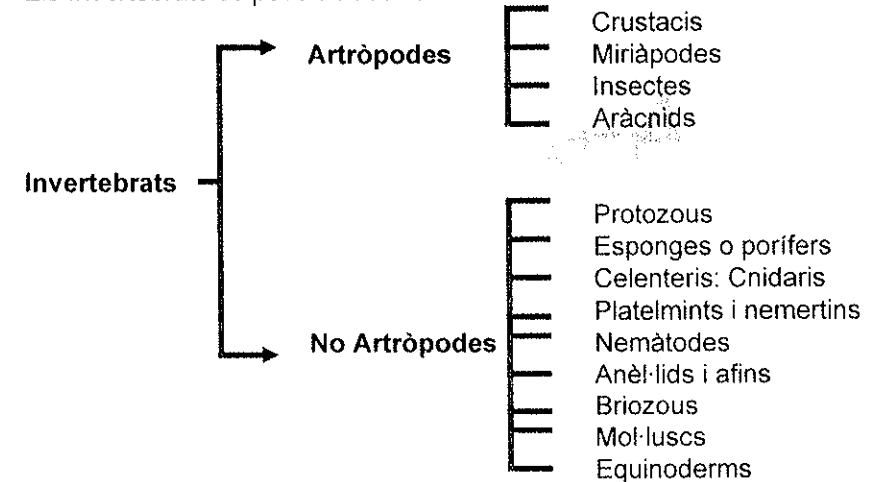 Crustacis
Artròpodes
Miriàpodes
Insectes
Aràcnids
Invertebrats
Protozous
Esponges o porífers
Celenteris: Cnidaris
Platelmints i nemertins
No Artròpodes
Nemàtodes
Anèl·lids i afins
Briozous
Mol·luscs
Equinoderms